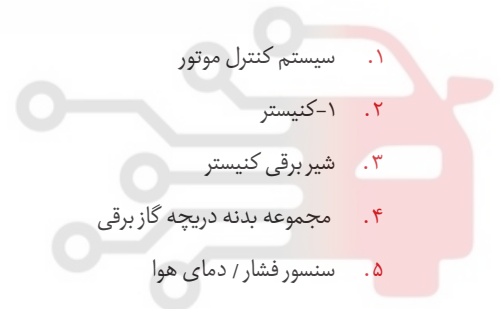 ۱. سیستم کنترل موتور
۲. ۱-کنیستر
۳. شیر برقی کنیستر
۴. مجموعه بدنه دریچه گاز برقی
۵. سنسور فشار / دمای هوا